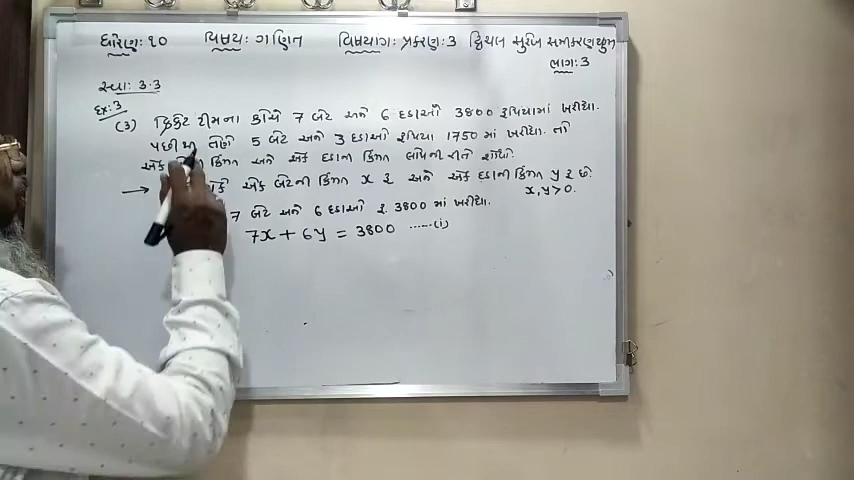 ધોરણ: ૧૦ વિષય: ગણિત વિષયાંગ: પ્રકરણ: 3 દ્વિચલ સુરેખ સમીકરણયુગ્મ
ભાગ: 3
સ્વા: 3.3
Ex: 3
(3) ક્રિકેટ ટીમના કોચે 7 બેટ અને 6 દડાઓ 3800 રૂપિયામાં ખરીદ્યા.
પછીથી તેણે 5 બેટ અને 3 દડાઓ રૂપિયા 1750 માં ખરીદ્યા. તો
એક કિંમત અને એક દડાની કિંમત લોપની રીતે શોધો.
→ એક બેટની કિંમત x રૂ અને એક દડાની કિંમત y રૂ છે.
x, y > 0.
7 બેટ અને 6 દડાઓ રૂ. 3800 માં ખરીદ્યા.
7x + 6y = 3800 ......(i)